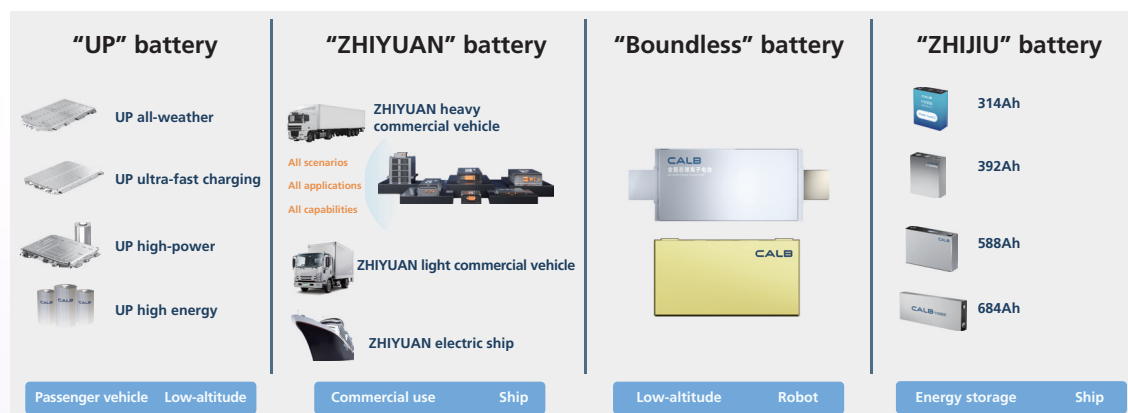 “UP” battery
UP all-weather
UP ultra-fast charging
UP high-power
UP high energy
Passenger vehicle Low-altitude
“ZHIYUAN” battery
ZHIYUAN heavy
commercial vehicle
All scenarios
All applications
All capabilities
ZHIYUAN light commercial vehicle
ZHIYUAN electric ship
Commercial use Ship
“Boundless” battery
CALB
CALB
Low-altitude Robot
“ZHIJIU” battery
CALB
314Ah
392Ah
CALB
588Ah
CALB
684Ah
Energy storage Ship